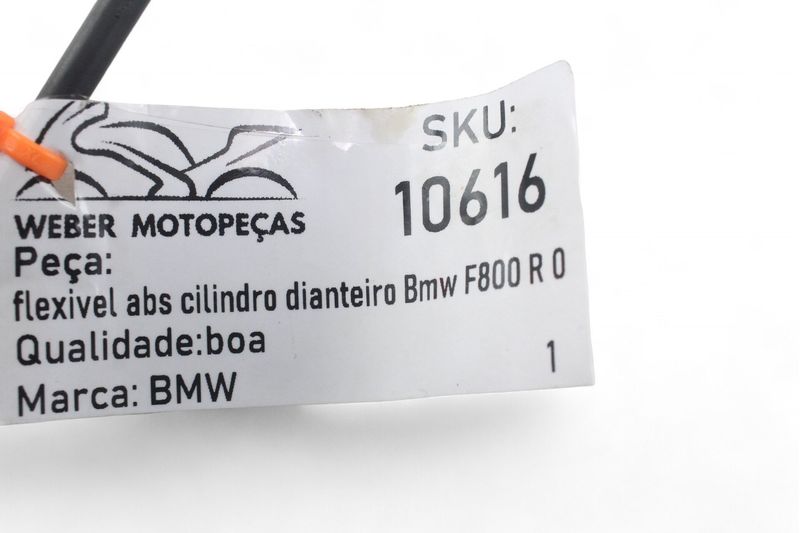 SKU:
10616
WEBER MOTOPEÇAS
Peça:
flexivel abs cilindro dianteiro Bmw F800 R 0
Qualidade:boa
1
Marca: BMW